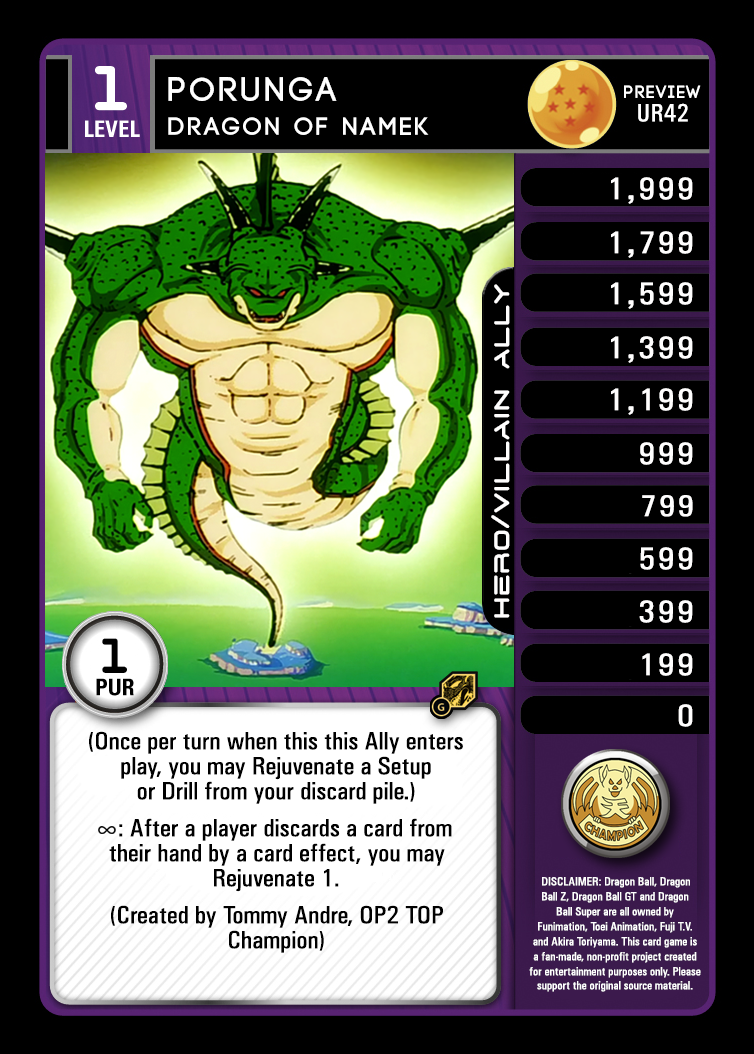 1
LEVEL
PORUNGA
DRAGON OF NAMEK
PREVIEW
UR42
1,999
1,799
1,599
1,399
1,199
999
799
599
399
199
0
HERO/VILLAIN ALLY
1
PUR
G
(Once per turn when this this Ally enters
play, you may Rejuvenate a Setup
or Drill from your discard pile.)
∞: After a player discards a card from
their hand by a card effect, you may
Rejuvenate 1.
(Created by Tommy Andre, OP2 TOP
Champion)
CHAMPION
DISCLAIMER: Dragon Ball, Dragon
Ball Z, Dragon Ball GT and Dragon
Ball Super are all owned by
Funimation, Toei Animation, Fuji T.V.
and Akira Toriyama. This card game is
a fan-made, non-profit project created
for entertainment purposes only. Please
support the original source material.